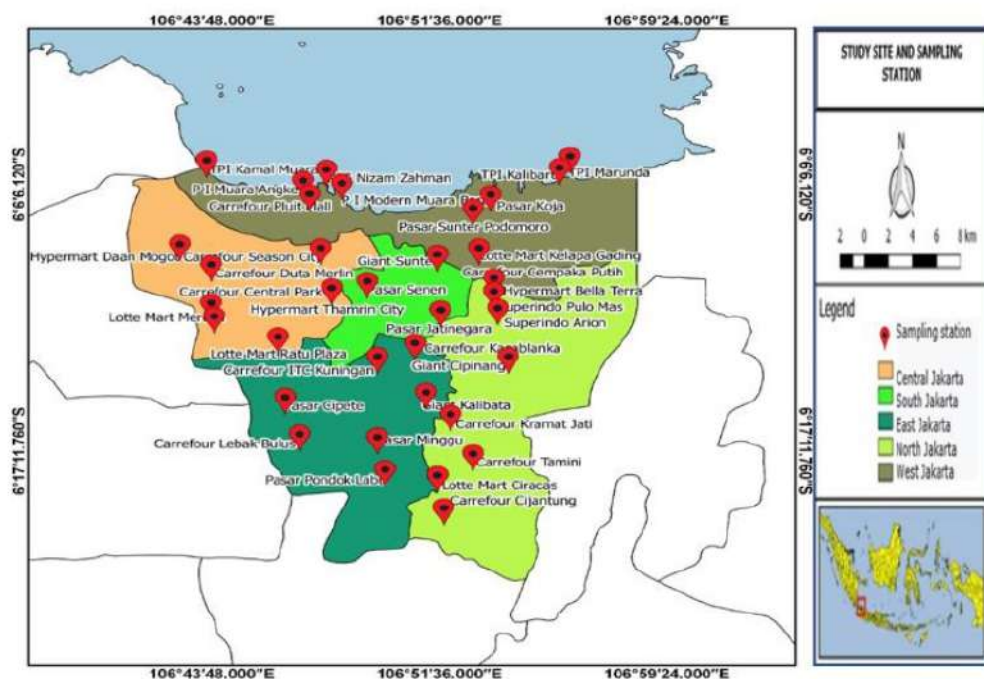 106°43'48.000"E 106°51'36.000"E 106°59'24.000"E
6°6'6.120"S
6°6'6.120"S
TPI Kamal Muara
Nizam Zahman
TPI Kalibaru
TPI Marunda
P I Muara Angke
P I Modern Muara
Pasar Koja
Carrefour Pluit Mall
Pasar Sunter Podomoro
Hypermart Daan Mogot
Carrefour Season City
Giant Sunter
Lotte Mart Kelapa Gading
Carrefour Duta Merlin
Carrefour Cempaka Putih
Carrefour Central Park
Pasar Senen
Hypermart Bella Terra
Hypermart Thamrin City
Superindo Pulo Mas
Lotte Mart
Pasar Jatinegara
Superindo Arion
Lotte Mart Ratu Plaza
Carrefour Kasablanka
Carrefour ITC Kuningan
Giant Cipinang
Pasar Cipete
Giant Kalibata
Carrefour Kramat Jati
Carrefour Lebak Bulus
Pasar Minggu
Carrefour Tamini
Pasar Pondok Labu
Lotte Mart Ciracas
Carrefour Cijantung
6°17'11.760"S
6°17'11.760"S
106°43'48.000"E 106°51'36.000"E 106°59'24.000"E
STUDY SITE AND SAMPLING
STATION
N
2 0 2 4 6 8 km
Legend
Sampling station
Central Jakarta
South Jakarta
East Jakarta
North Jakarta
West Jakarta